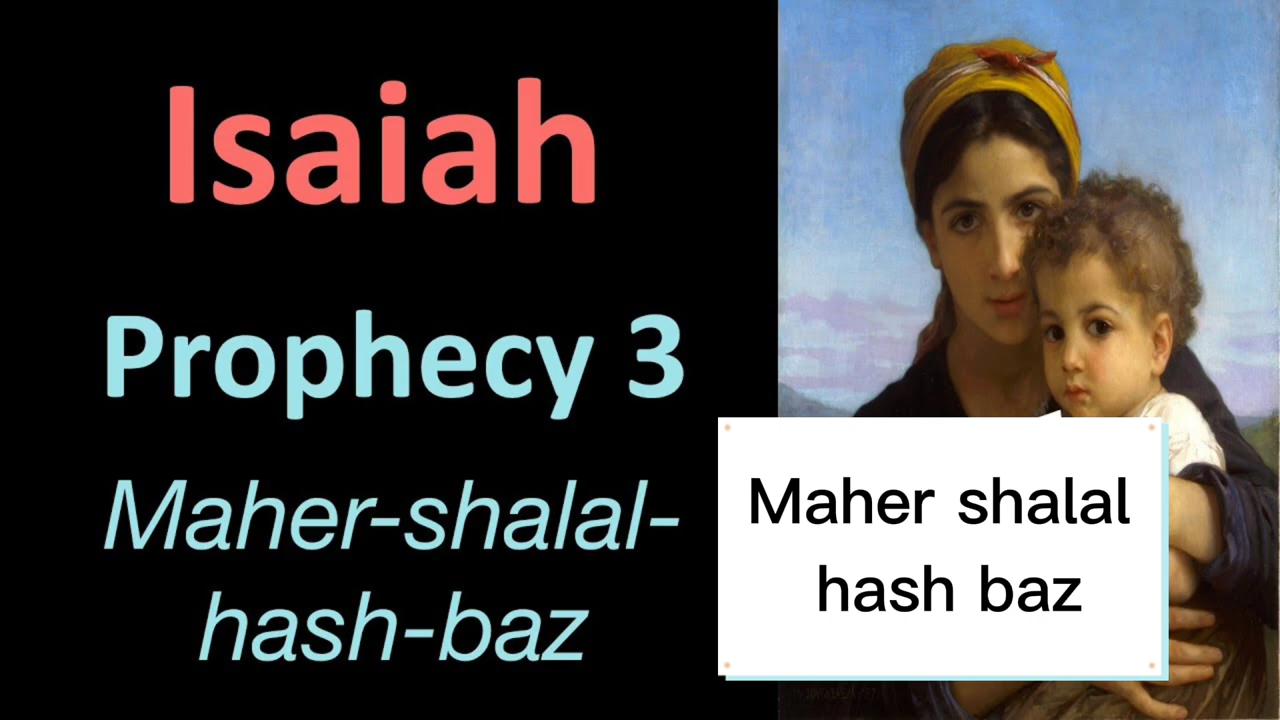 Isaiah
Prophecy 3
Maher-shalal-
hash-baz
Maher shalal
hash baz